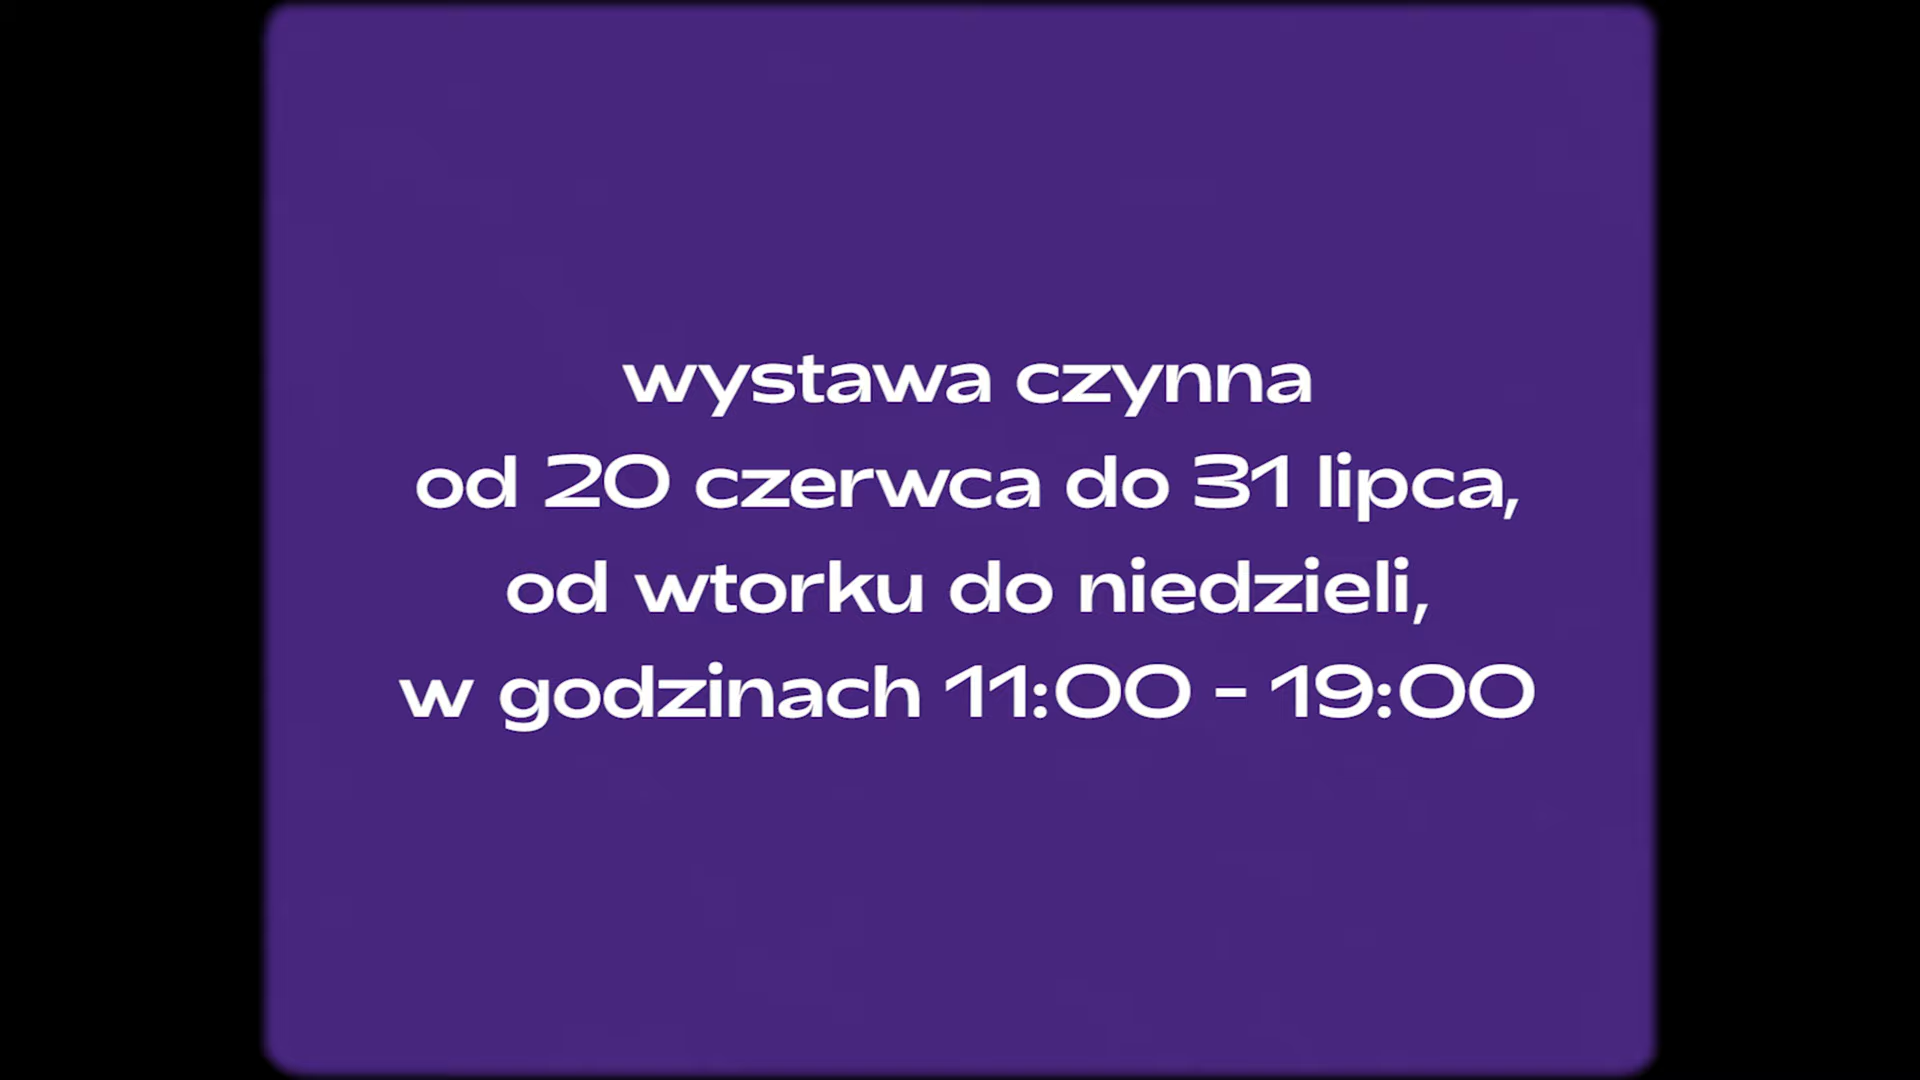 wystawa czynna
od 20 czerwca do 31 lipca,
od wtorku do niedzieli,
w godzinach 11:00 - 19:00